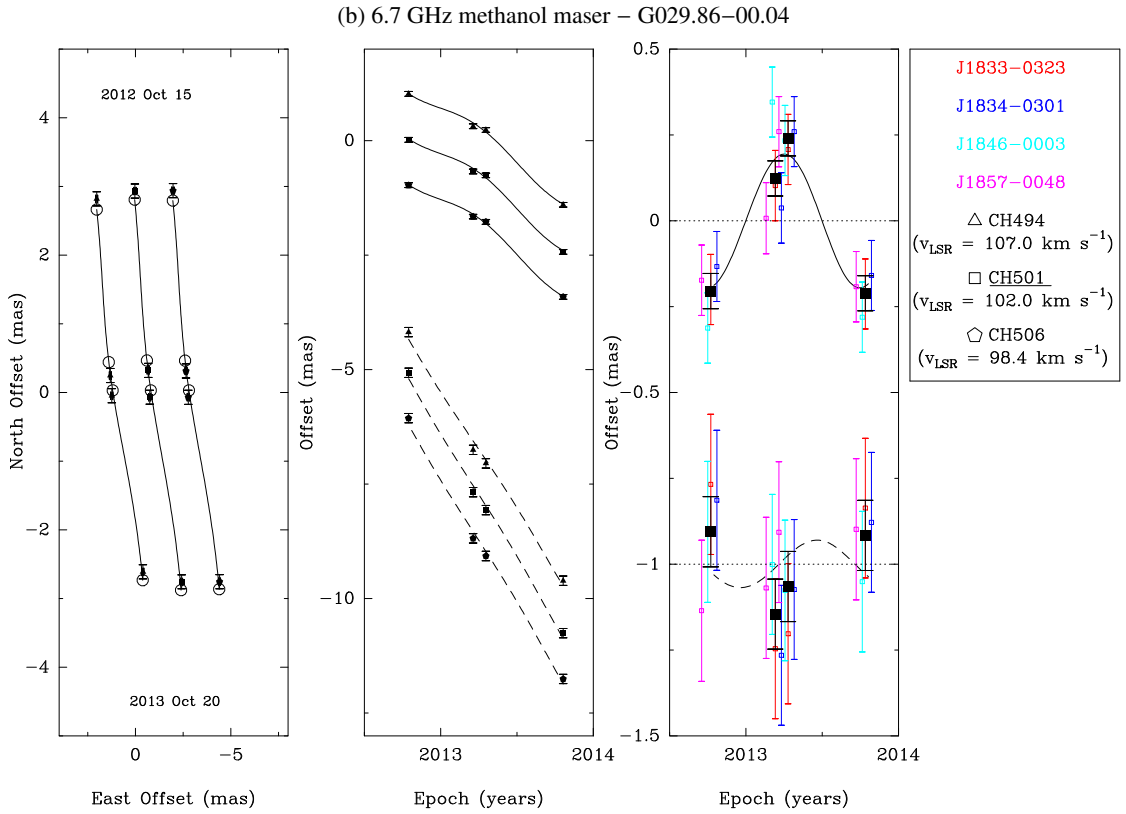 (b) 6.7 GHz methanol maser – G029.86−00.04
2012 Oct 15
2013 Oct 20
4
2
0
−2
−4
North Offset (mas)
0
−5
East Offset (mas)
0
−5
−10
Offset (mas)
2013
2014
Epoch (years)
0.5
0
−0.5
−1
−1.5
Offset (mas)
2013
2014
Epoch (years)
J1833−0323
J1834−0301
J1846−0003
J1857−0048
CH494
(vLSR = 107.0 km s⁻¹)
CH501
(vLSR = 102.0 km s⁻¹)
CH506
(vLSR = 98.4 km s⁻¹)